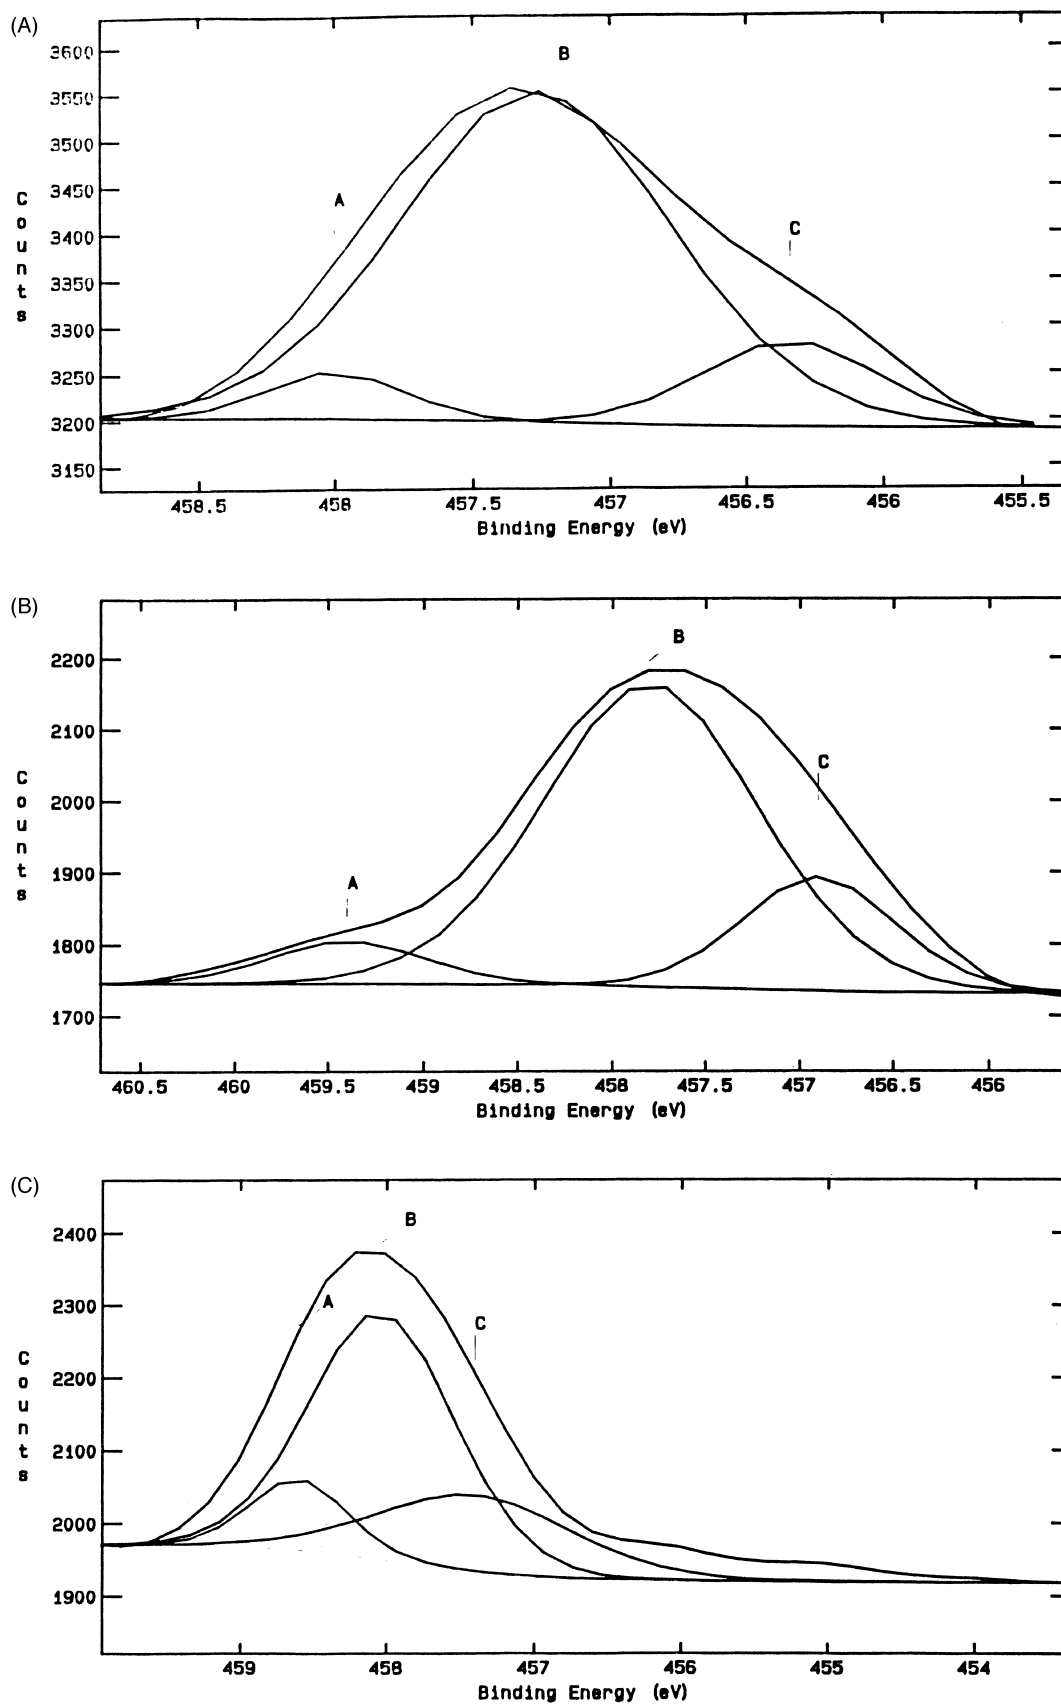 (A)
3600
3550
3500
3450
3400
3350
3300
3250
3200
3150
Counts
A
B
C
458.5 458 457.5 457 456.5 456 455.5
Binding Energy (eV)
(B)
2200
2100
2000
1900
1800
1700
Counts
A
B
C
460.5 460 459.5 459 458.5 458 457.5 457 456.5 456
Binding Energy (eV)
(C)
2400
2300
2200
2100
2000
1900
Counts
A
B
C
459 458 457 456 455 454
Binding Energy (eV)